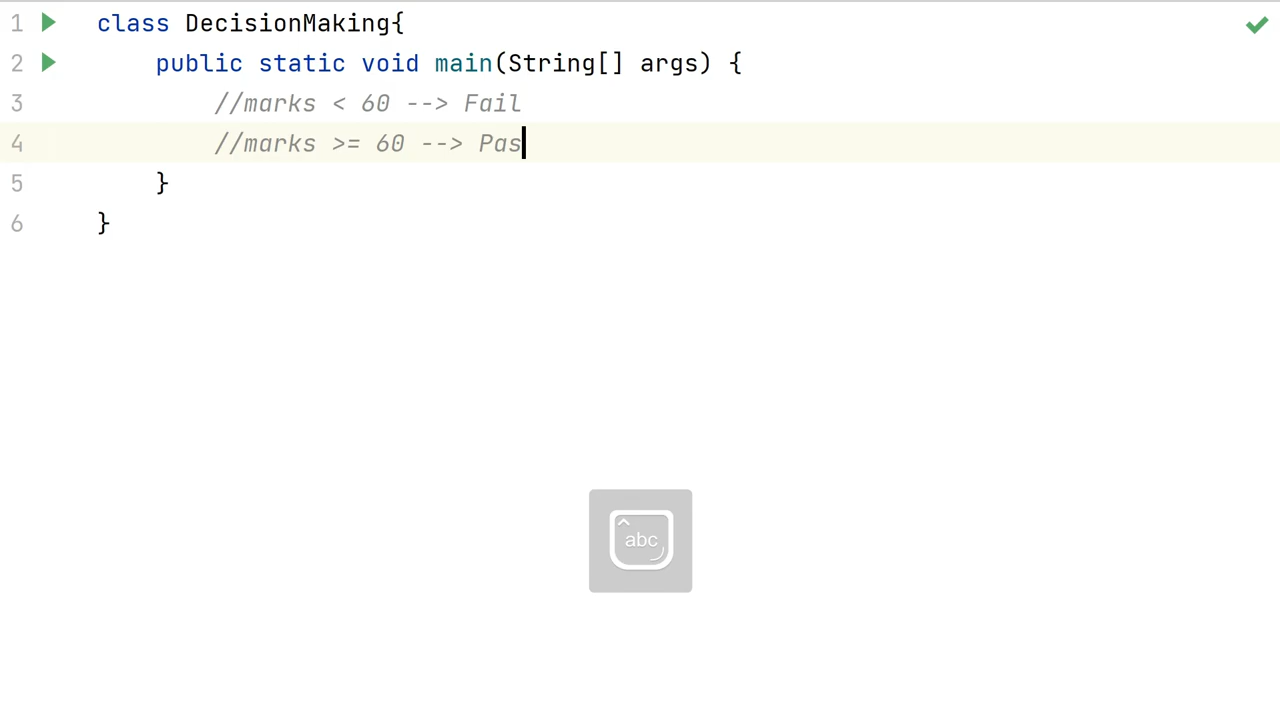 1 class DecisionMaking{
2 public static void main(String[] args) {
3 //marks < 60 --> Fail
4 //marks >= 60 --> Pas
5 }
6 }
abc